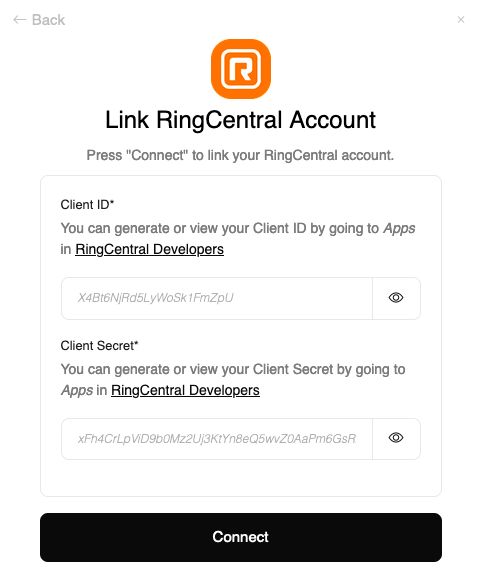 ← Back
×
R
Link RingCentral Account
Press "Connect" to link your RingCentral account.
Client ID*
You can generate or view your Client ID by going to Apps
in RingCentral Developers
X4Bt6NjRd5LyWoSk1FmZpU
Client Secret*
You can generate or view your Client Secret by going to
Apps in RingCentral Developers
xFh4CrLpViD9b0Mz2Uj3KtYn8eQ5wvZ0AaPm6GsR
Connect